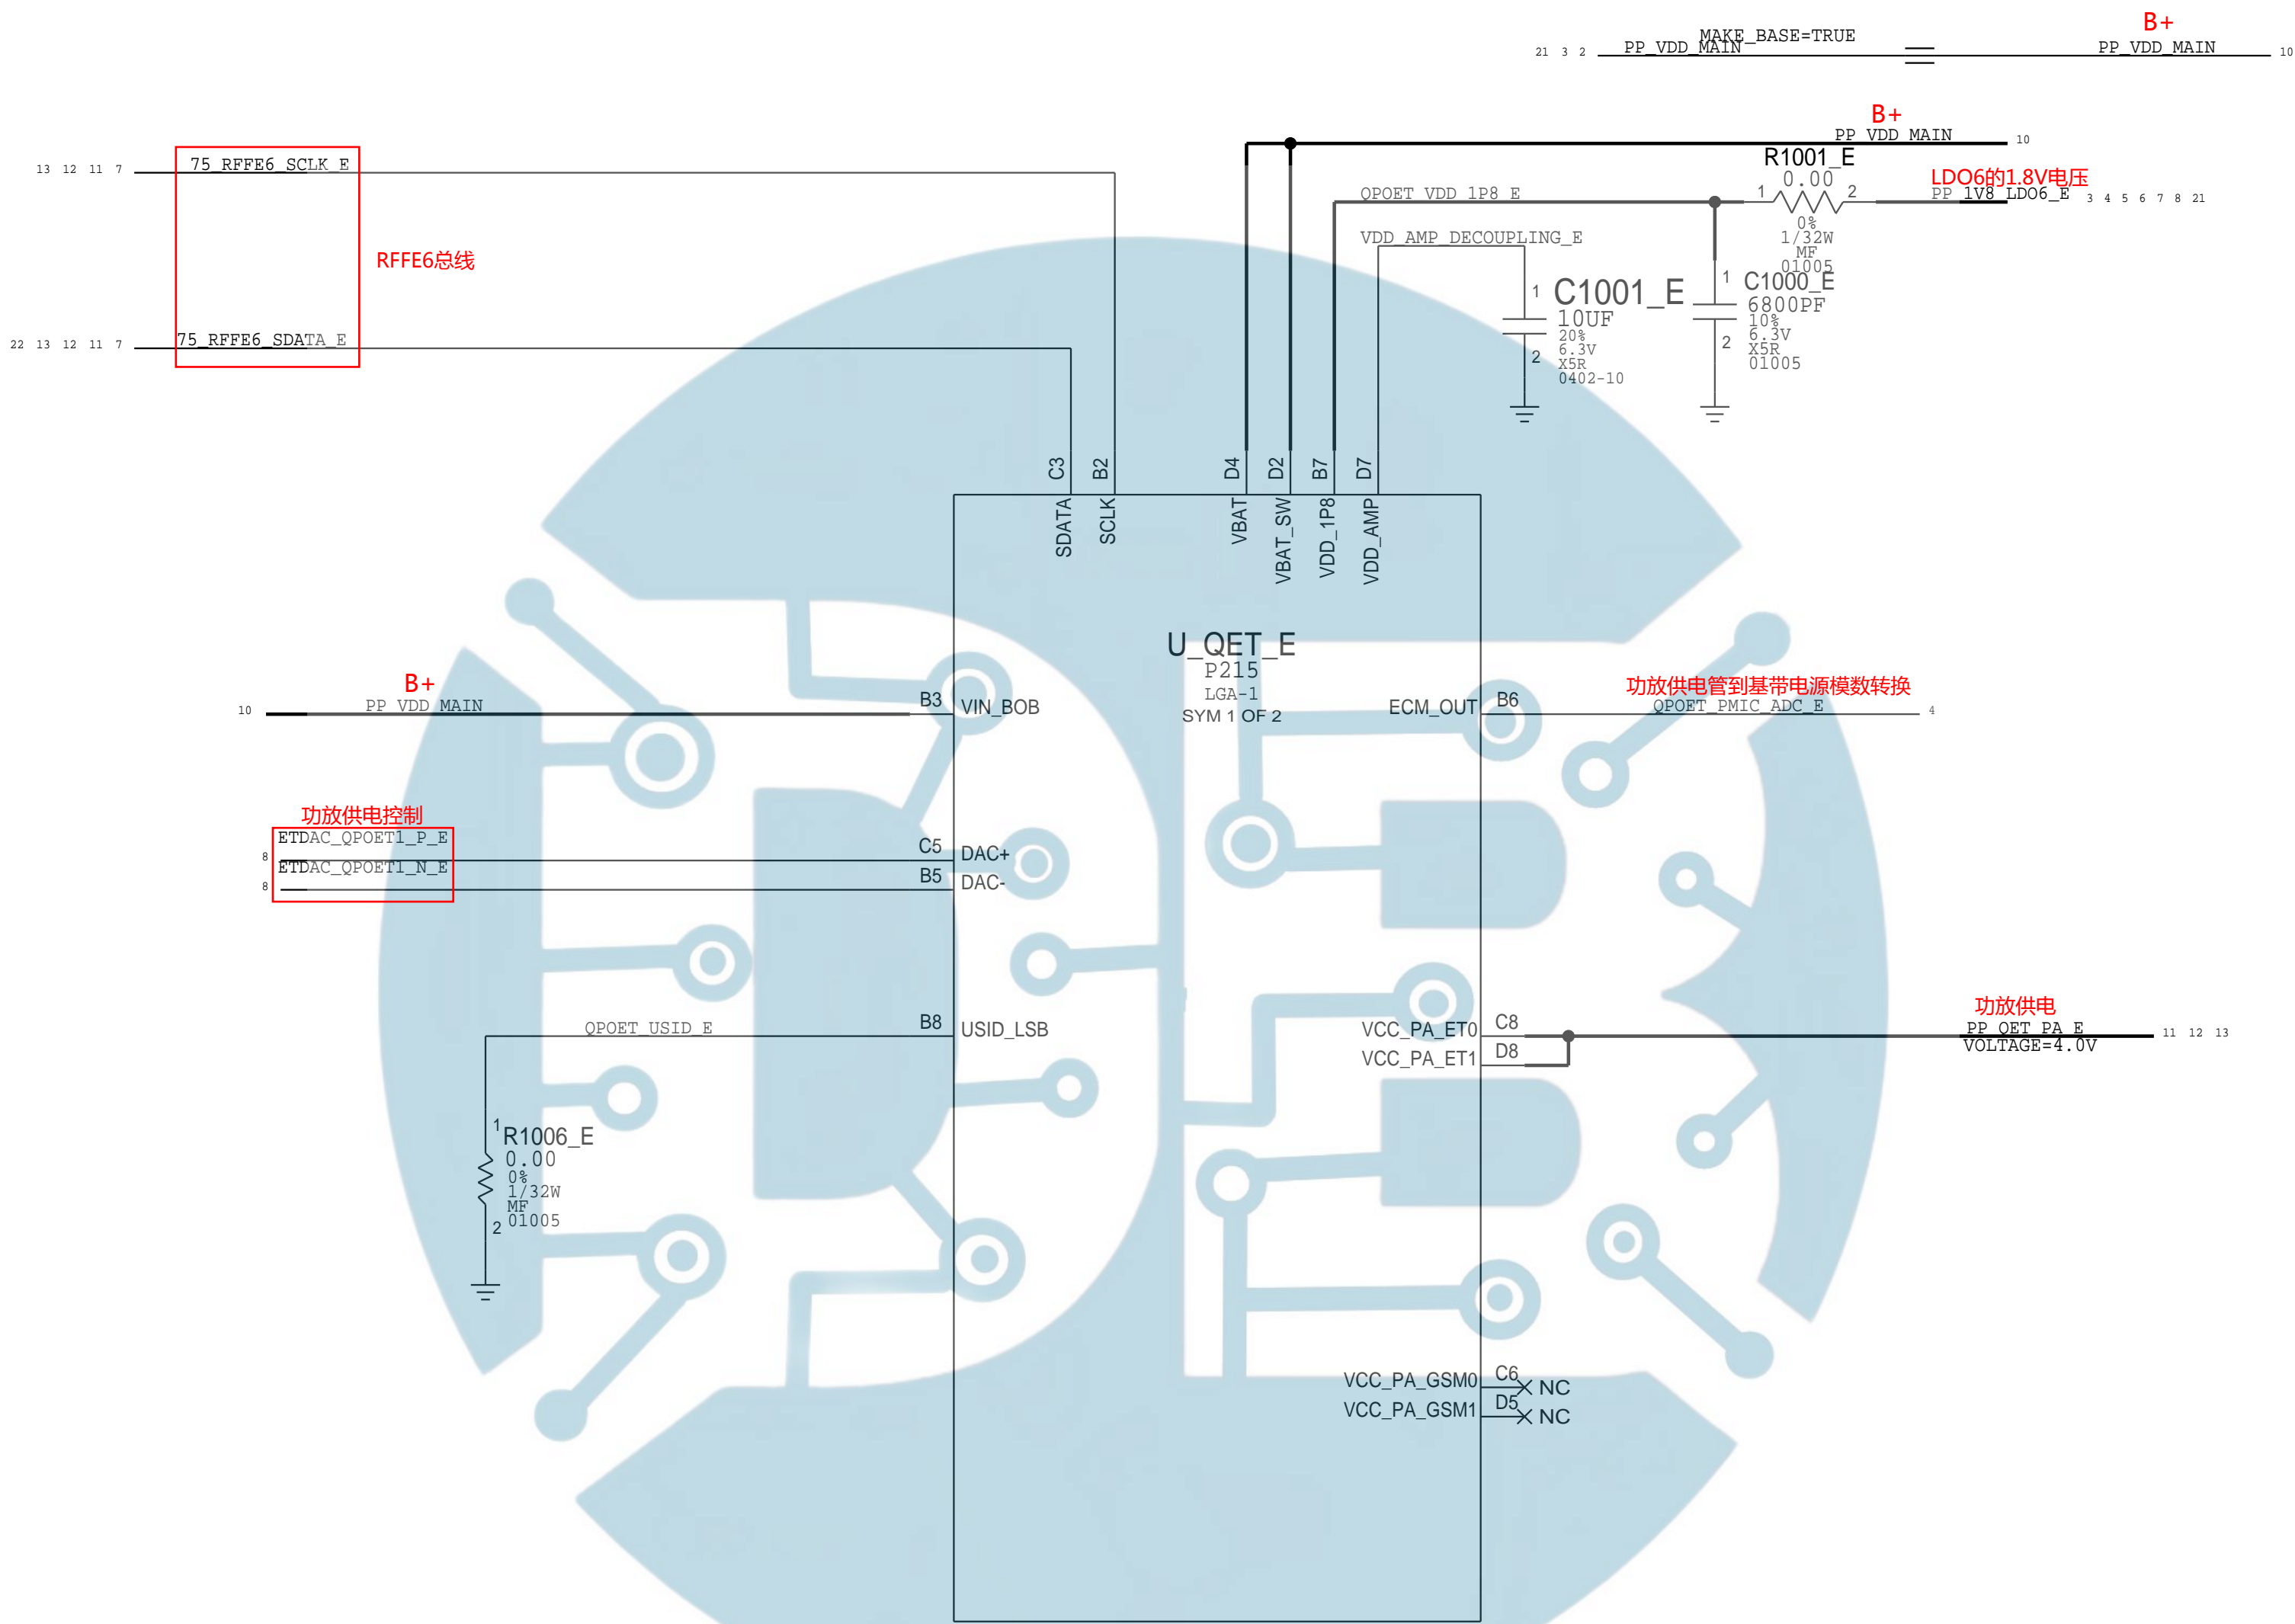 B+
MAKE_BASE=TRUE
21 3 2 PP_VDD_MAIN PP_VDD_MAIN 10
B+
PP_VDD_MAIN 10
13 12 11 7 75_RFFE6_SCLK_E
R1001_E
0.00
LDO6的1.8V电压
QPOET_VDD_1P8_E 1 2 PP_1V8_LDO6_E 3 4 5 6 7 8 21
0%
1/32W
MF
01005
VDD_AMP_DECOUPLING_E
RFFE6总线
1 C1001_E
10UF
20%
6.3V
X5R
0402-10
2
1 C1000_E
6800PF
10%
6.3V
X5R
01005
2
22 13 12 11 7 75_RFFE6_SDATA_E
C3 B2 D4 D2 B7 D7
SDATA SCLK VBAT VBAT_SW VDD_1P8 VDD_AMP
U_QET_E
P215
LGA-1
SYM 1 OF 2
B+
10 PP_VDD_MAIN B3 VIN_BOB
功放供电管到基带电源模数转换
ECM_OUT B6 QPOET_PMIC_ADC_E 4
功放供电控制
ETDAC_QPOET1_P_E
8 C5 DAC+
ETDAC_QPOET1_N_E
8 B5 DAC-
功放供电
QPOET_USID_E B8 USID_LSB
VCC_PA_ET0 C8 PP_QET_PA_E 11 12 13
VCC_PA_ET1 D8 VOLTAGE=4.0V
1 R1006_E
0.00
0%
1/32W
MF
01005
2
VCC_PA_GSM0 C6 NC
VCC_PA_GSM1 D5 NC